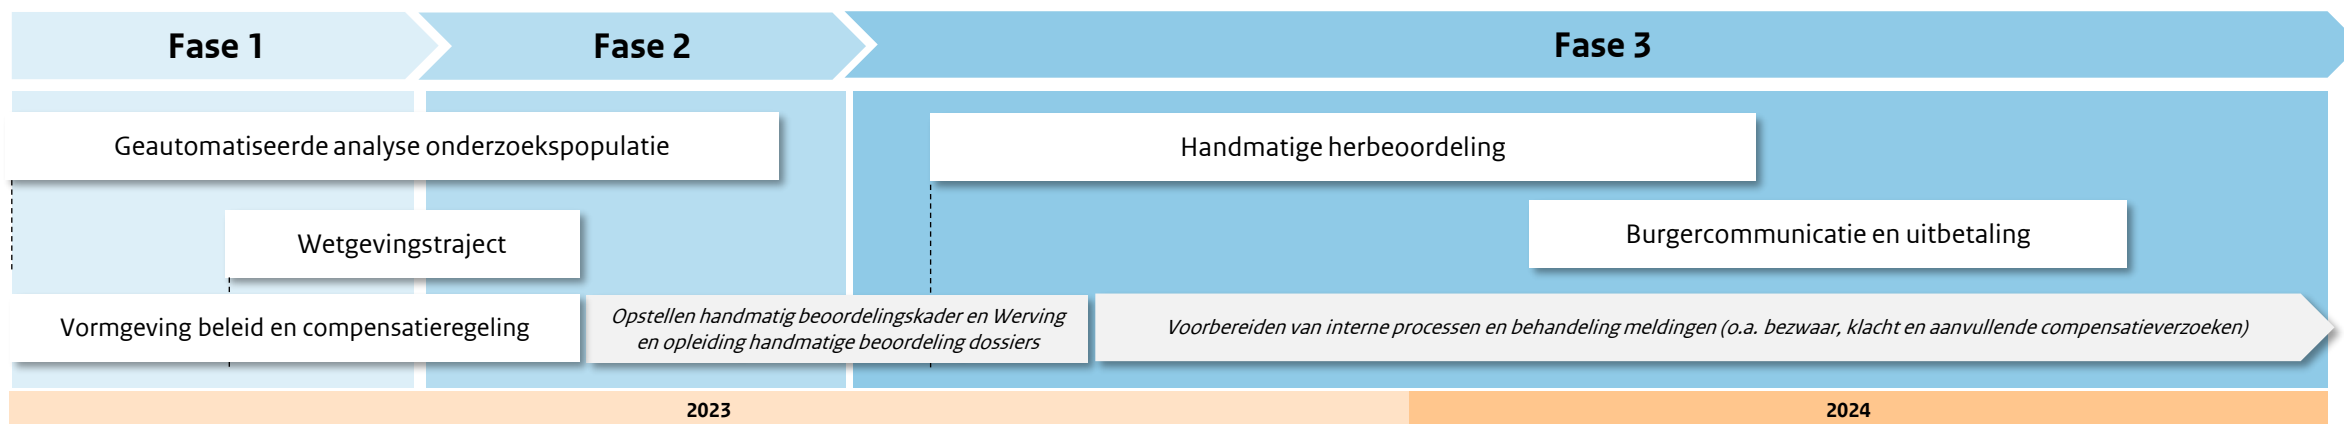 Fase 1
Fase 2
Fase 3
Geautomatiseerde analyse onderzoekspopulatie
Handmatige herbeoordeling
Wetgevingstraject
Burgercommunicatie en uitbetaling
Vormgeving beleid en compensatieregeling
Opstellen handmatig beoordelingskader en Werving
en opleiding handmatige beoordeling dossiers
Voorbereiden van interne processen en behandeling meldingen (o.a. bezwaar, klacht en aanvullende compensatieverzoeken)
2023
2024